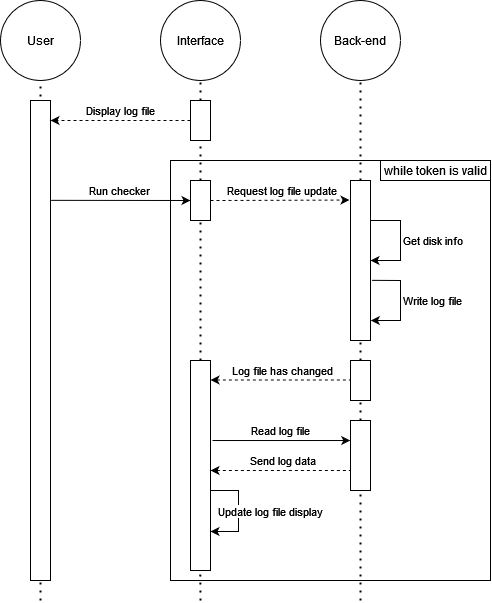 User
Interface
Back-end
Display log file
while token is valid
Run checker
Request log file update
Get disk info
Write log file
Log file has changed
Read log file
Send log data
Update log file display